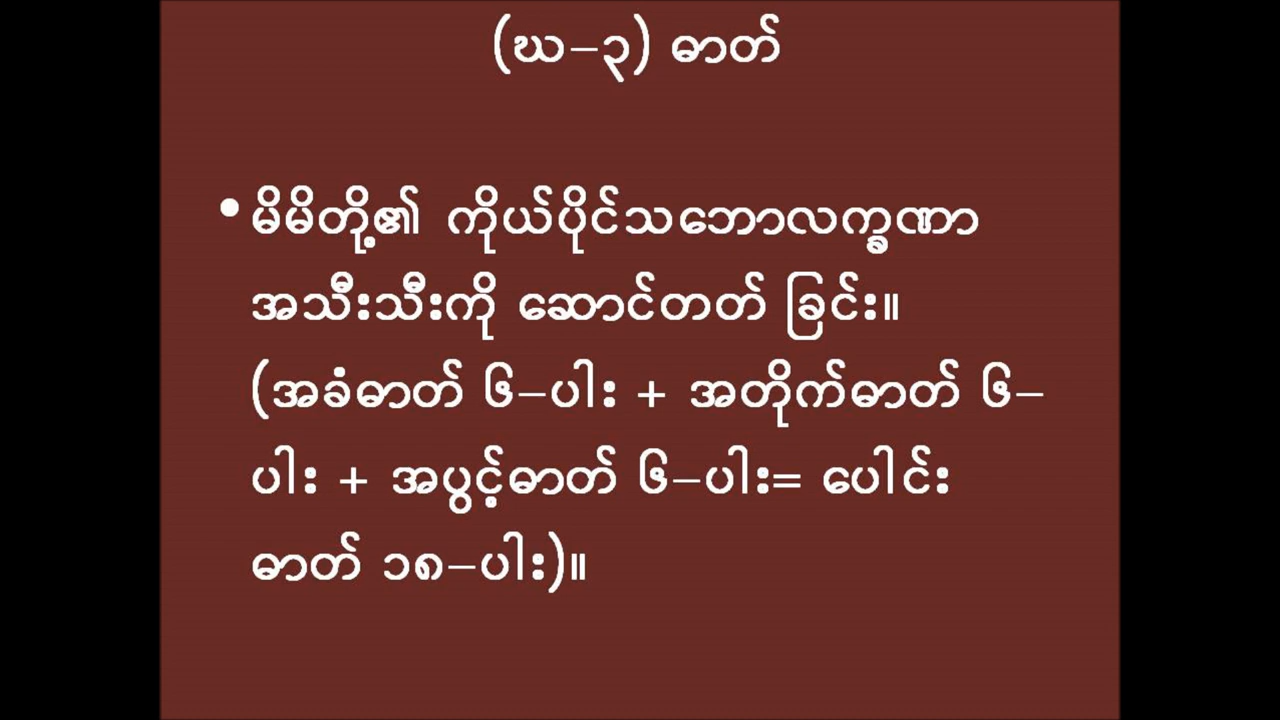 (ဃ-၃) ဓာတ်
• မိမိတို့၏ ကိုယ်ပိုင်သဘောလက္ခဏာ
အသီးသီးကို ဆောင်တတ် ခြင်း။
(အခံဓာတ် ၆-ပါး + အတိုက်ဓာတ် ၆-
ပါး + အပွင့်ဓာတ် ၆-ပါး= ပေါင်း
ဓာတ် ၁၈-ပါး)။